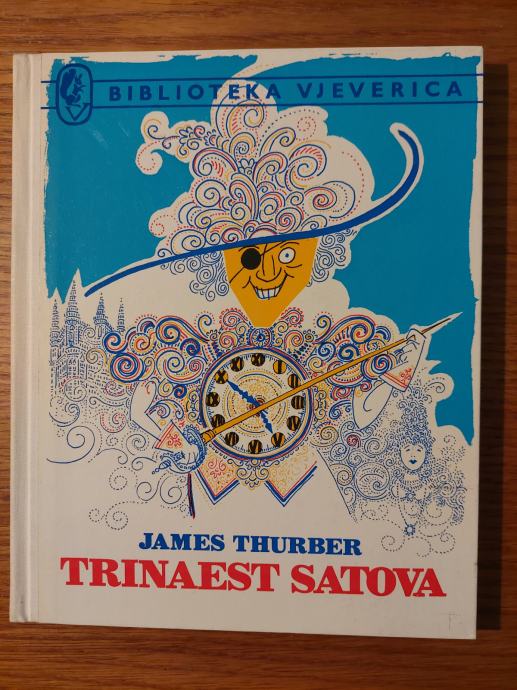 BIBLIOTEKA VJEVERICA
JAMES THURBER
TRINAEST SATOVA